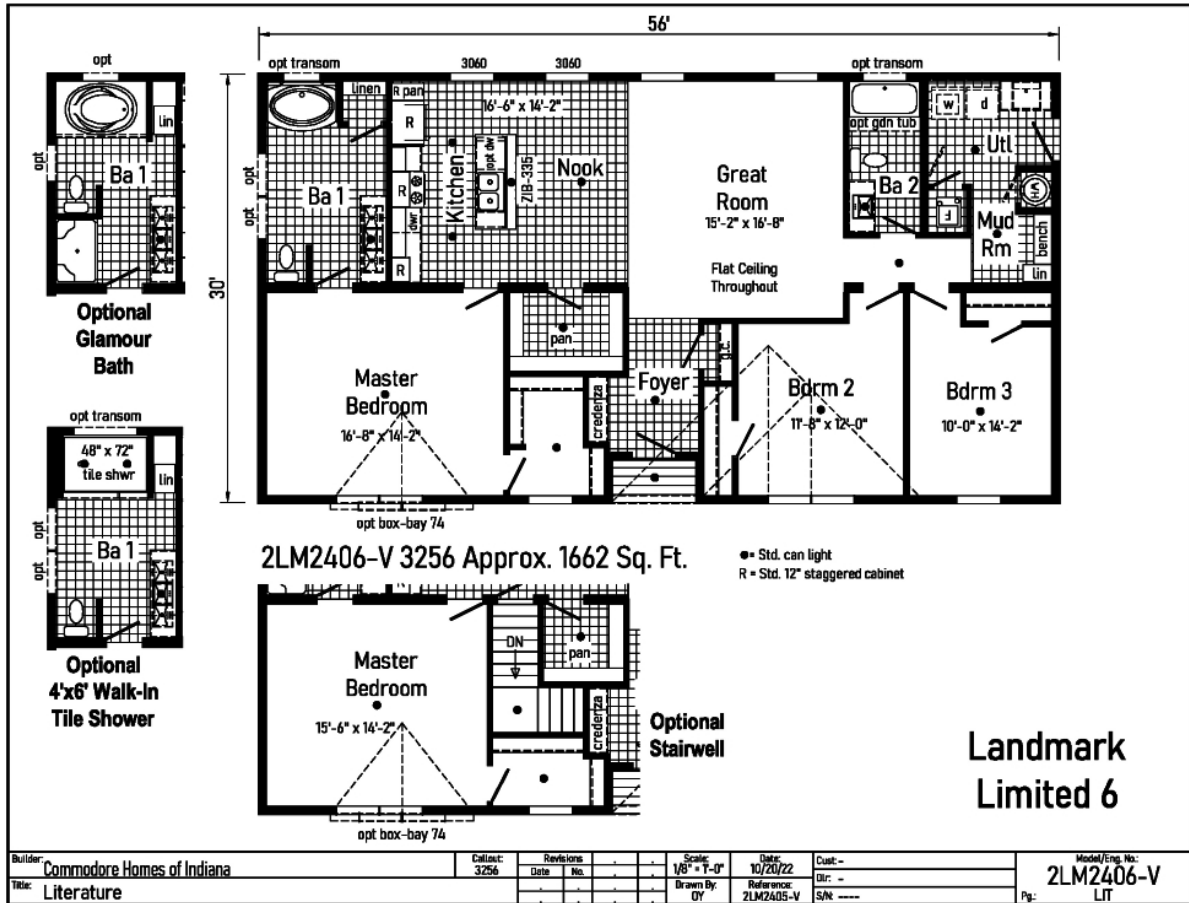 56'
30'
opt
lin
opt
Ba 1
Optional
Glamour
Bath
opt transom
48" x 72"
tile shwr
lin
opt
opt
Ba 1
Optional
4'x6' Walk-In
Tile Shower
opt transom
linen
opt
opt
Ba 1
R pan
R
R
dwr
R
3060
3060
16'-6" x 14'-2"
Kitchen
opt dw
ZIB-335
Nook
Great
Room
15'-2" x 16'-8"
Flat Ceiling
Throughout
opt transom
opt gdn tub
Ba 2
w
d
Utl
WH
F
Mud
Rm
bench
lin
pan
Master
Bedroom
16'-8" x 14'-2"
opt box-bay 74
credenza
Foyer
g.c.
Bdrm 2
11'-8" x 12'-0"
Bdrm 3
10'-0" x 14'-2"
2LM2406-V 3256 Approx. 1662 Sq. Ft.
●= Std. can light
R = Std. 12" staggered cabinet
Master
Bedroom
15'-6" x 14'-2"
DN
pan
credenza
opt box-bay 74
Optional
Stairwell
Landmark
Limited 6
Builder: Commodore Homes of Indiana
Title: Literature
Callout:
3256
Revisions
Date No.
Scale:
1/8" = 1'-0"
Drawn By:
OY
Date:
10/20/22
Reference:
2LM2405-V
Cust: -
Dlr: -
S/N: ----
Model/Eng. No.:
2LM2406-V
Pg.: LIT